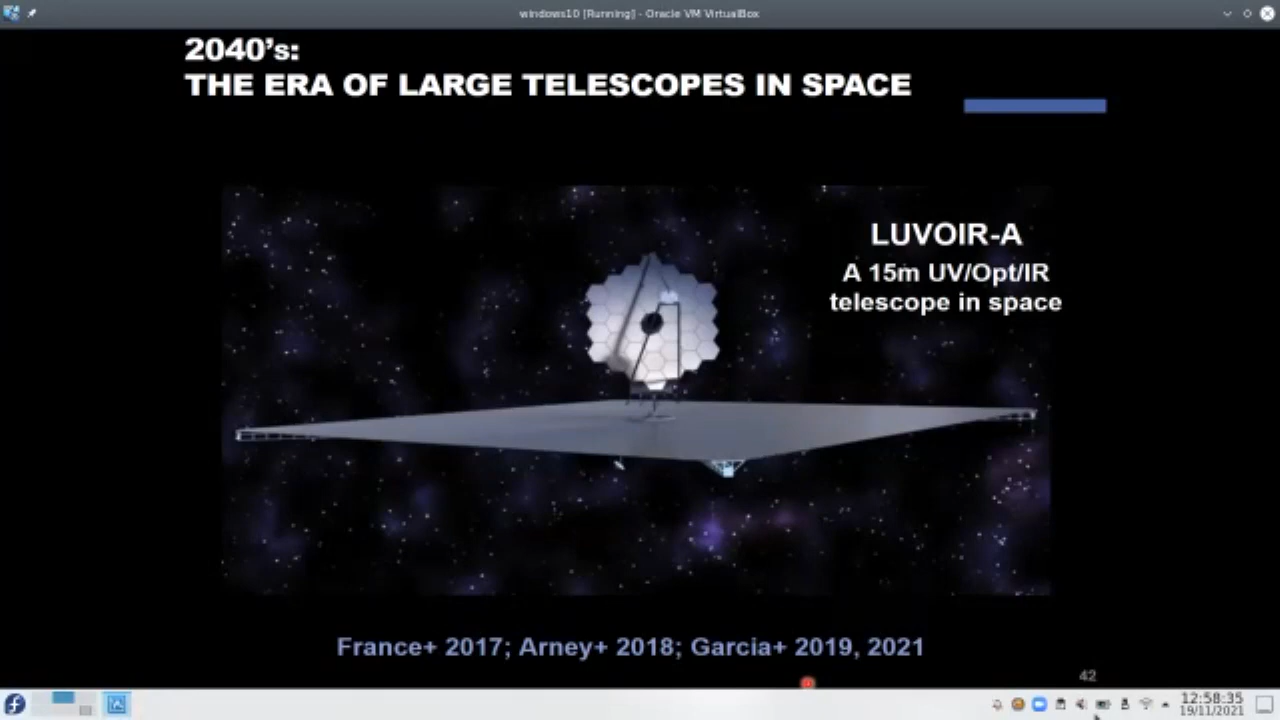 windows10 [Running] - Oracle VM VirtualBox
2040's:
THE ERA OF LARGE TELESCOPES IN SPACE
LUVOIR-A
A 15m UV/Opt/IR
telescope in space
France+ 2017; Arney+ 2018; Garcia+ 2019, 2021
42
12:58:35
19/11/2021